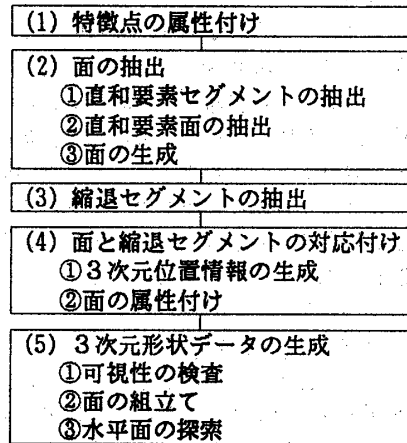 (1) 特徴点の属性付け
(2) 面の抽出
①直和要素セグメントの抽出
②直和要素面の抽出
③面の生成
(3) 縮退セグメントの抽出
(4) 面と縮退セグメントの対応付け
①3次元位置情報の生成
②面の属性付け
(5) 3次元形状データの生成
①可視性の検査
②面の組立て
③水平面の探索